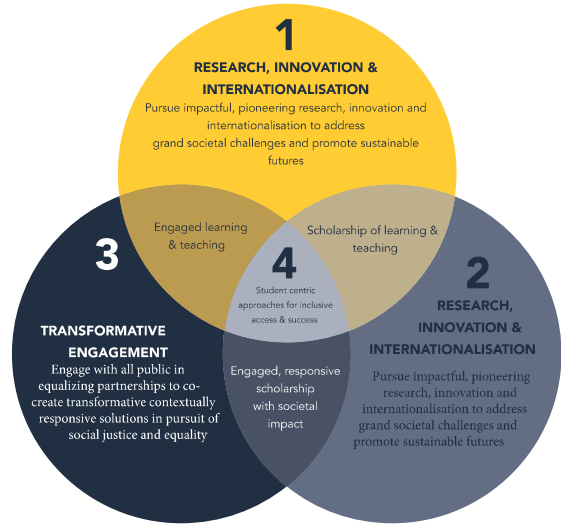 1
RESEARCH, INNOVATION &
INTERNATIONALISATION
Pursue impactful, pioneering research, innovation and
internationalisation to address
grand societal challenges and promote sustainable
futures
Engaged learning
& teaching
Scholarship of learning &
teaching
3
TRANSFORMATIVE
ENGAGEMENT
Engage with all public in
equalizing partnerships to co-
create transformative contextually
responsive solutions in pursuit of
social justice and equality
4
Student centric
approaches for inclusive
access & success
2
RESEARCH,
INNOVATION &
INTERNATIONALISATION
Pursue impactful, pioneering
research, innovation and
internationalisation to address
grand societal challenges and
promote sustainable futures
Engaged, responsive
scholarship
with societal
impact